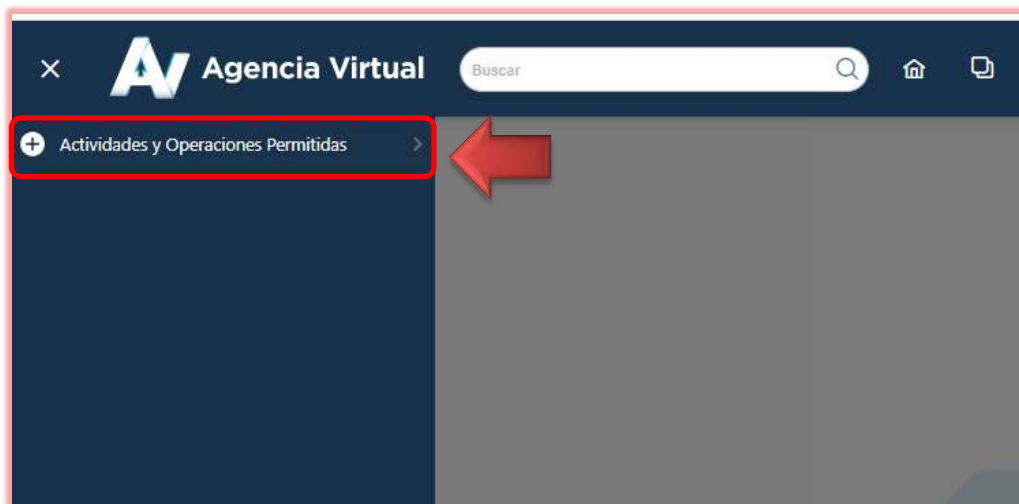 Agencia Virtual
Buscar
Actividades y Operaciones Permitidas